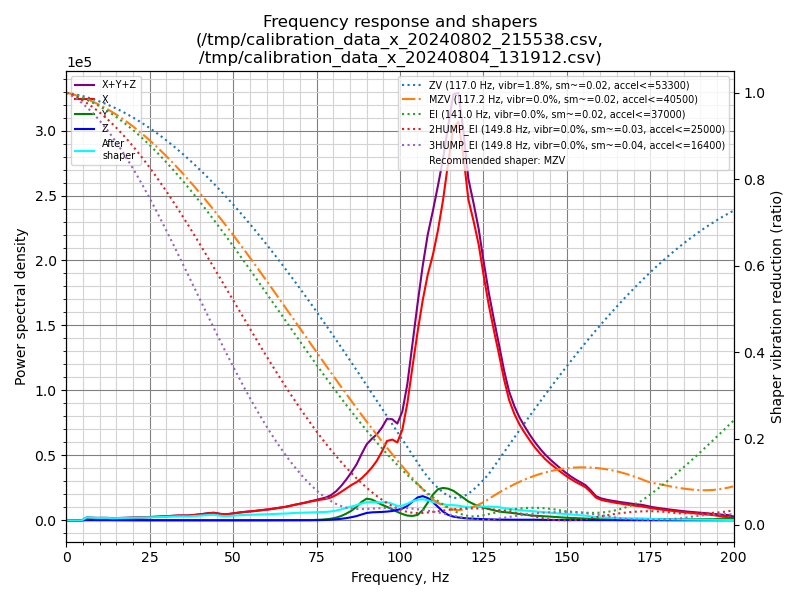 Frequency response and shapers
(/tmp/calibration_data_x_20240802_215538.csv,
/tmp/calibration_data_x_20240804_131912.csv)
1e5
X+Y+Z
X
Y
Z
After
shaper
ZV (117.0 Hz, vibr=1.8%, sm~=0.02, accel<=53300)
MZV (117.2 Hz, vibr=0.0%, sm~=0.02, accel<=40500)
EI (141.0 Hz, vibr=0.0%, sm~=0.02, accel<=37000)
2HUMP_EI (149.8 Hz, vibr=0.0%, sm~=0.03, accel<=25000)
3HUMP_EI (149.8 Hz, vibr=0.0%, sm~=0.04, accel<=16400)
Recommended shaper: MZV
Power spectral density
3.0
2.5
2.0
1.5
1.0
0.5
0.0
1.0
0.8
0.6
0.4
0.2
0.0
Shaper vibration reduction (ratio)
0 25 50 75 100 125 150 175 200
Frequency, Hz